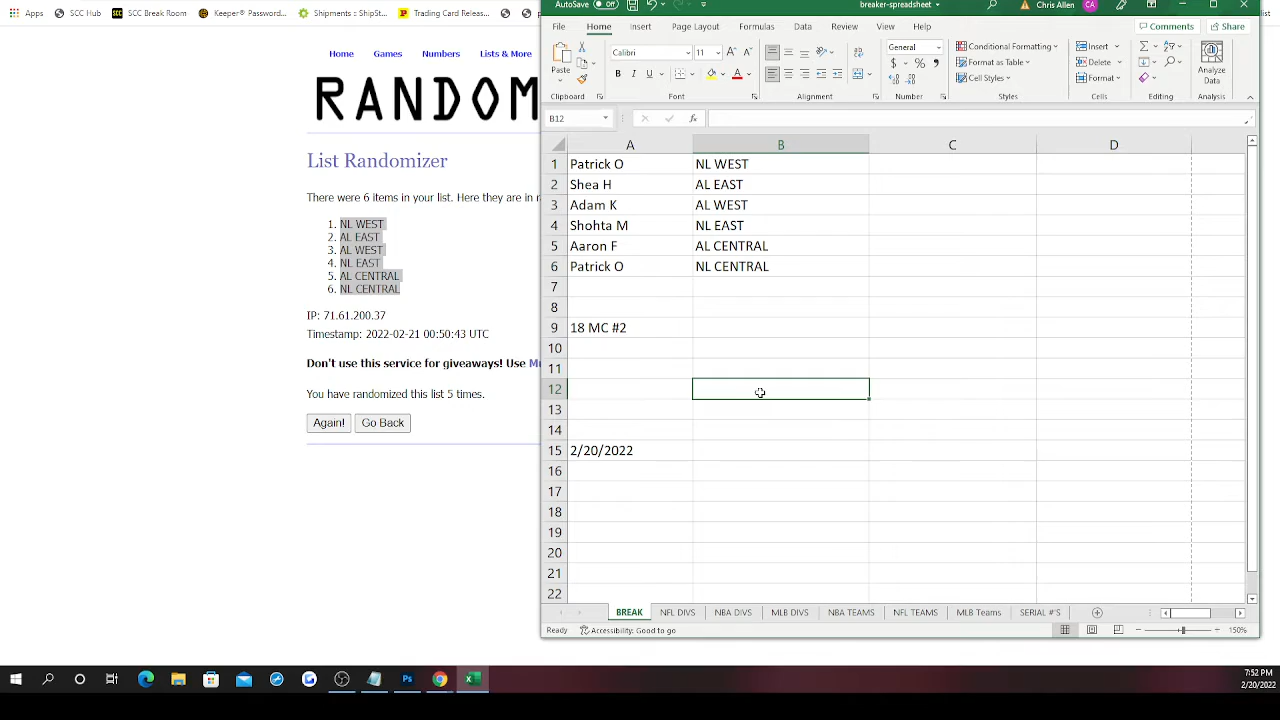 Apps SCC Hub SCC Break Room Keeper® Password... Shipments :: ShipSt... Trading Card Releas...
AutoSave Off breaker-spreadsheet Chris Allen CA
File Home Insert Page Layout Formulas Data Review View Comments Share
Paste Calibri 11 General Conditional Formatting Insert Analyze Data
Format as Table Delete
Cell Styles Format
Clipboard Font Alignment Number Styles Cells Editing Analysis
B12 fx
A B C D
1 Patrick O NL WEST
2 Shea H AL EAST
3 Adam K AL WEST
4 Shohta M NL EAST
5 Aaron F AL CENTRAL
6 Patrick O NL CENTRAL
7
8
9 18 MC #2
10
11
12
13
14
15 2/20/2022
16
17
18
19
20
21
22
BREAK NFL DIVS NBA DIVS MLB DIVS NBA TEAMS NFL TEAMS MLB Teams SERIAL #'S
Ready Accessibility: Good to go 150%
Home Games Numbers Lists & More
RANDOM
List Randomizer
There were 6 items in your list. Here they are in
1. NL WEST
2. AL EAST
3. AL WEST
4. NL EAST
5. AL CENTRAL
6. NL CENTRAL
IP: 71.61.200.37
Timestamp: 2022-02-21 00:50:43 UTC
Don't use this service for giveaways! Use
You have randomized this list 5 times.
Again! Go Back
7:52 PM
2/20/2022